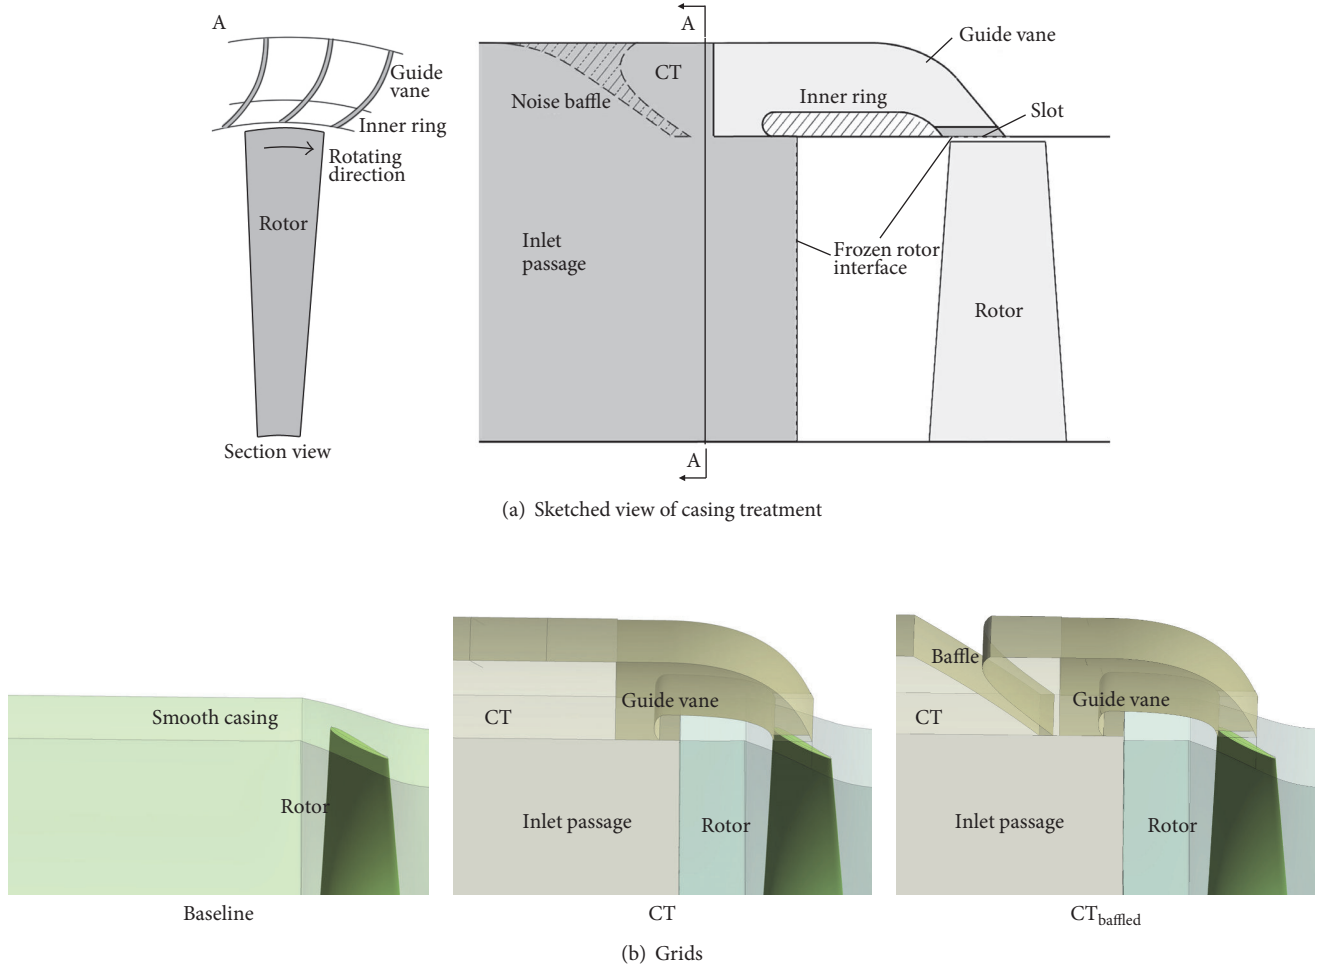 A
Guide
vane
Inner ring
Rotating
direction
Rotor
Section view
A
Guide vane
CT
Noise baffle
Inner ring
Slot
Inlet
passage
Frozen rotor
interface
Rotor
A
(a) Sketched view of casing treatment
Smooth casing
Rotor
Baseline
Guide vane
CT
Inlet passage
Rotor
CT
Baffle
Guide vane
CT
Inlet passage
Rotor
CTbaffled
(b) Grids